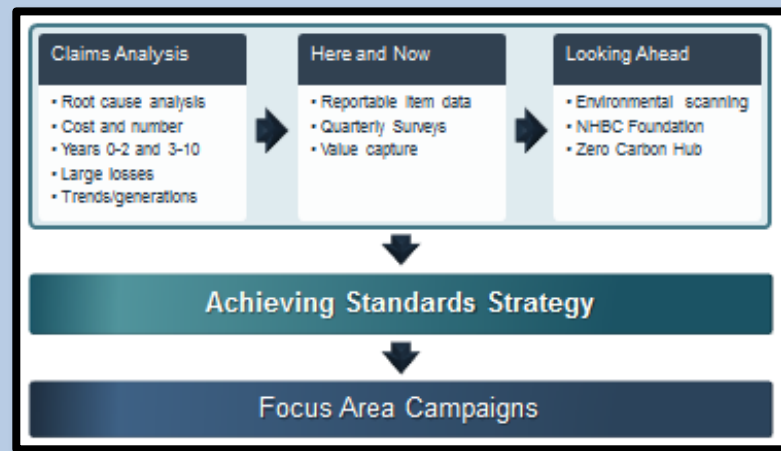 Claims Analysis
• Root cause analysis
• Cost and number
• Years 0-2 and 3-10
• Large losses
• Trends/generations
Here and Now
• Reportable item data
• Quarterly Surveys
• Value capture
Looking Ahead
• Environmental scanning
• NHBC Foundation
• Zero Carbon Hub
Achieving Standards Strategy
Focus Area Campaigns